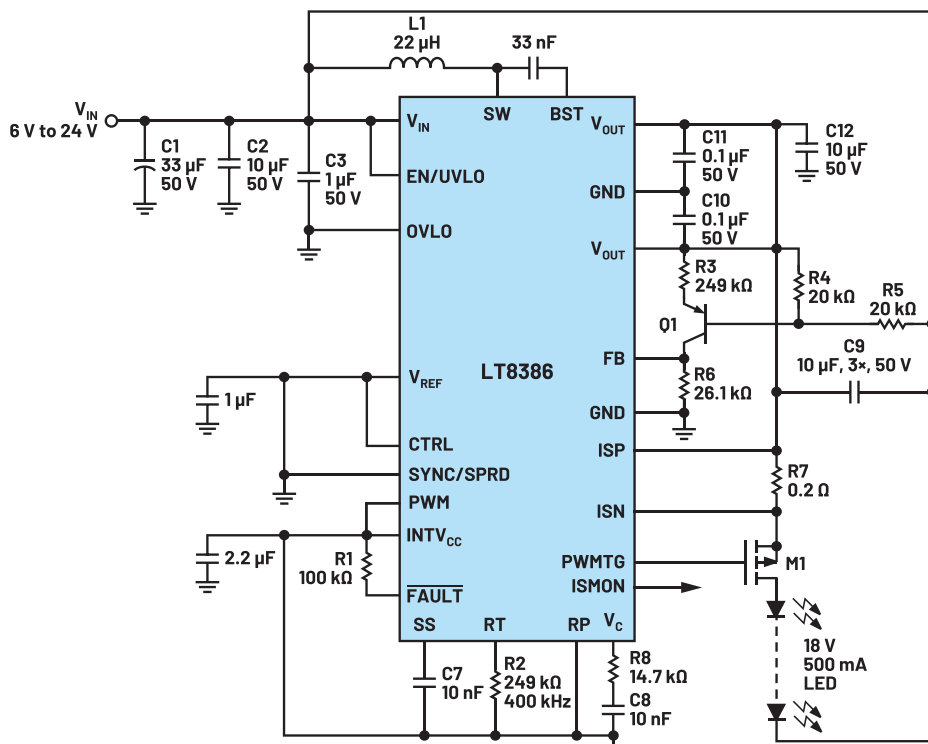 L1
22 µH
33 nF
V_IN
6 V to 24 V
C1
33 µF
50 V
C2
10 µF
50 V
C3
1 µF
50 V
V_IN
SW
BST
V_OUT
EN/UVLO
OVLO
GND
V_OUT
C11
0.1 µF
50 V
C10
0.1 µF
50 V
C12
10 µF
50 V
R3
249 kΩ
R4
20 kΩ
R5
20 kΩ
Q1
C9
10 µF, 3×, 50 V
LT8386
FB
R6
26.1 kΩ
GND
V_REF
1 µF
CTRL
SYNC/SPRD
ISP
R7
0.2 Ω
PWM
ISN
INTV_CC
2.2 µF
R1
100 kΩ
PWMTG
M1
ISMON
FAULT
SS
RT
RP
V_C
C7
10 nF
R2
249 kΩ
400 kHz
R8
14.7 kΩ
C8
10 nF
18 V
500 mA
LED